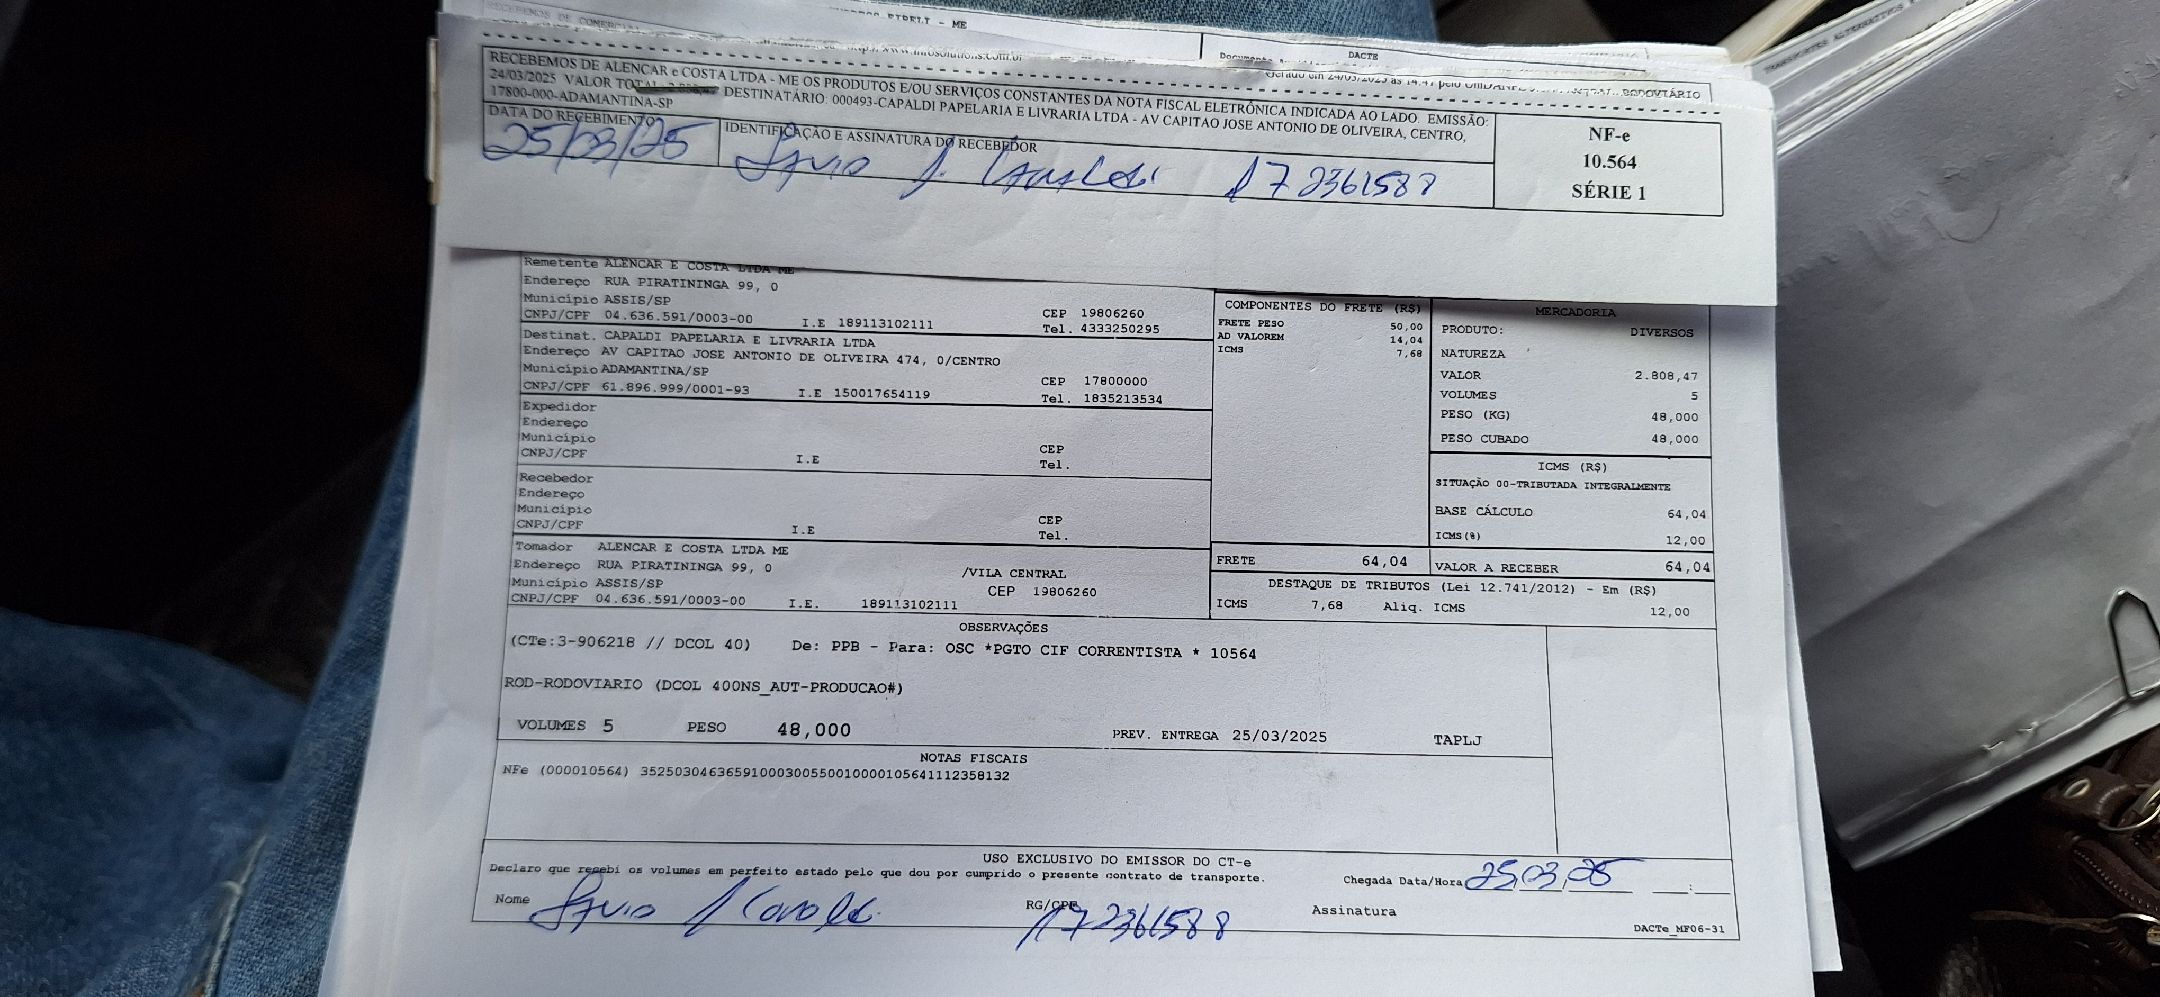 EIRELI - ME
DACTE
RODOVIÁRIO
RECEBEMOS DE ALENCAR e COSTA LTDA - ME OS PRODUTOS E/OU SERVIÇOS CONSTANTES DA NOTA FISCAL ELETRÔNICA INDICADA AO LADO. EMISSÃO:
24/03/2025 VALOR TOTAL DESTINATÁRIO: 000493-CAPALDI PAPELARIA E LIVRARIA LTDA - AV CAPITAO JOSE ANTONIO DE OLIVEIRA, CENTRO,
17800-000-ADAMANTINA-SP
DATA DO RECEBIMENTO
IDENTIFICAÇÃO E ASSINATURA DO RECEBEDOR
25/03/25
172361588
NF-e
10.564
SÉRIE 1
Remetente ALENCAR E COSTA LTDA ME
Endereço RUA PIRATININGA 99, 0
Município ASSIS/SP
CEP 19806260
CNPJ/CPF 04.636.591/0003-00 I.E 189113102111 Tel. 4333250295
Destinat. CAPALDI PAPELARIA E LIVRARIA LTDA
Endereço AV CAPITAO JOSE ANTONIO DE OLIVEIRA 474, 0/CENTRO
Município ADAMANTINA/SP CEP 17800000
CNPJ/CPF 61.896.999/0001-93 I.E 150017654119 Tel. 1835213534
Expedidor
Endereço
Município CEP
CNPJ/CPF I.E Tel.
Recebedor
Endereço
Município CEP
CNPJ/CPF I.E Tel.
Tomador ALENCAR E COSTA LTDA ME
Endereço RUA PIRATININGA 99, 0 /VILA CENTRAL
Município ASSIS/SP CEP 19806260
CNPJ/CPF 04.636.591/0003-00 I.E. 189113102111
COMPONENTES DO FRETE (R$)
FRETE PESO 50,00
AD VALOREM 14,04
ICMS 7,68
MERCADORIA
PRODUTO: DIVERSOS
NATUREZA
VALOR 2.808,47
VOLUMES 5
PESO (KG) 48,000
PESO CUBADO 48,000
ICMS (R$)
SITUAÇÃO 00-TRIBUTADA INTEGRALMENTE
BASE CÁLCULO 64,04
ICMS(%) 12,00
FRETE 64,04 VALOR A RECEBER 64,04
DESTAQUE DE TRIBUTOS (Lei 12.741/2012) - Em (R$)
ICMS 7,68 Aliq. ICMS 12,00
OBSERVAÇÕES
(CTe:3-906218 // DCOL 40) De: PPB - Para: OSC *PGTO CIF CORRENTISTA * 10564
ROD-RODOVIARIO (DCOL 400NS_AUT-PRODUCAO#)
VOLUMES 5 PESO 48,000 PREV. ENTREGA 25/03/2025 TAPLJ
NOTAS FISCAIS
NFe (000010564) 35250304636591000300550010000105641112358132
USO EXCLUSIVO DO EMISSOR DO CT-e
Declaro que resebi os volumes em perfeito estado pelo que dou por cumprido o presente contrato de transporte.
Chegada Data/Hora 25,03,25 :
Nome RG/CPF 172361588 Assinatura
DACTe_MF06-31